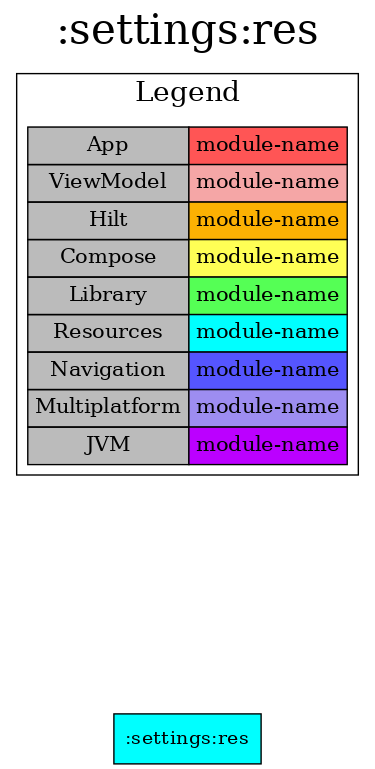 :settings:res
Legend
App module-name
ViewModel module-name
Hilt module-name
Compose module-name
Library module-name
Resources module-name
Navigation module-name
Multiplatform module-name
JVM module-name
:settings:res